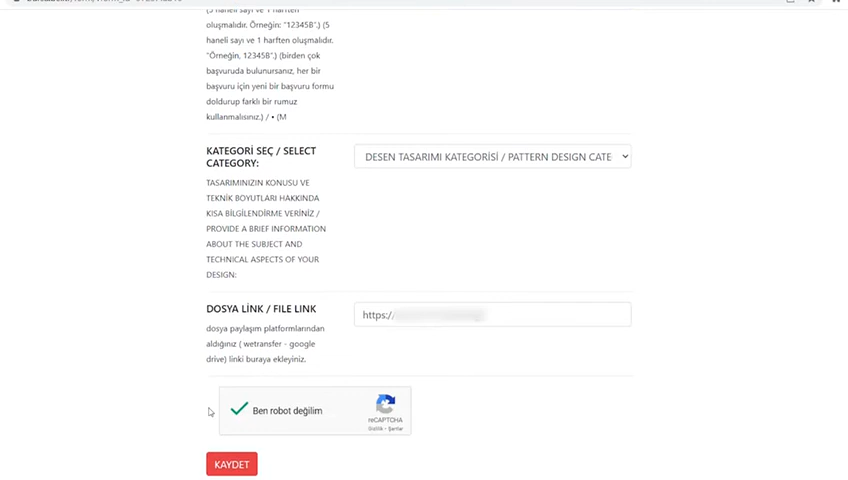 (5 haneli sayı ve 1 harften
oluşmalıdır. Örneğin: "12345B".) (5
haneli sayı ve 1 harften oluşmalıdır.
"Örneğin, 12345B".) (birden çok
başvuruda bulunursanız, her bir
başvuru için yeni bir başvuru formu
doldurup farklı bir rumuz
kullanmalısınız.) / • (M
KATEGORİ SEÇ / SELECT
CATEGORY:
DESEN TASARIMI KATEGORİSİ / PATTERN DESIGN CATE
TASARIMINIZIN KONUSU VE
TEKNİK BOYUTLARI HAKKINDA
KISA BİLGİLENDİRME VERİNİZ /
PROVIDE A BRIEF INFORMATION
ABOUT THE SUBJECT AND
TECHNICAL ASPECTS OF YOUR
DESIGN:
DOSYA LİNK / FILE LINK
https://
dosya paylaşım platformlarından
aldığınız ( wetransfer - google
drive) linki buraya ekleyiniz.
Ben robot değilim
reCAPTCHA
Gizlilik - Şartlar
KAYDET